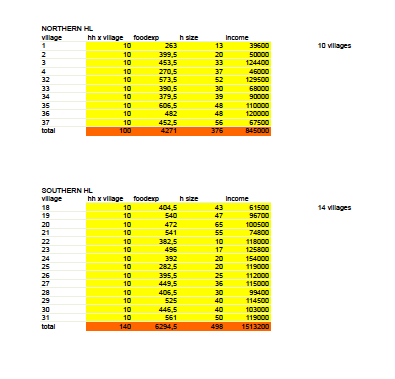 NORTHERN HL
village hh x village foodexp h size income
1 10 263 13 39600 10 villages
2 10 399,5 20 50000
3 10 453,5 33 124400
4 10 270,5 37 46000
32 10 573,5 52 129500
33 10 390,5 30 68000
34 10 379,5 39 90000
35 10 606,5 48 110000
36 10 482 48 120000
37 10 452,5 56 67500
total 100 4271 376 845000
SOUTHERN HL
village hh x village foodexp h size income
18 10 404,5 43 61500 14 villages
19 10 540 47 96700
20 10 472 65 100500
21 10 541 55 74800
22 10 382,5 10 118000
23 10 496 17 125800
24 10 392 20 154000
25 10 282,5 20 119000
26 10 395,5 25 112000
27 10 449,5 36 115000
28 10 406,5 30 99400
29 10 525 40 114500
30 10 446,5 40 103000
31 10 561 50 119000
total 140 6294,5 498 1513200